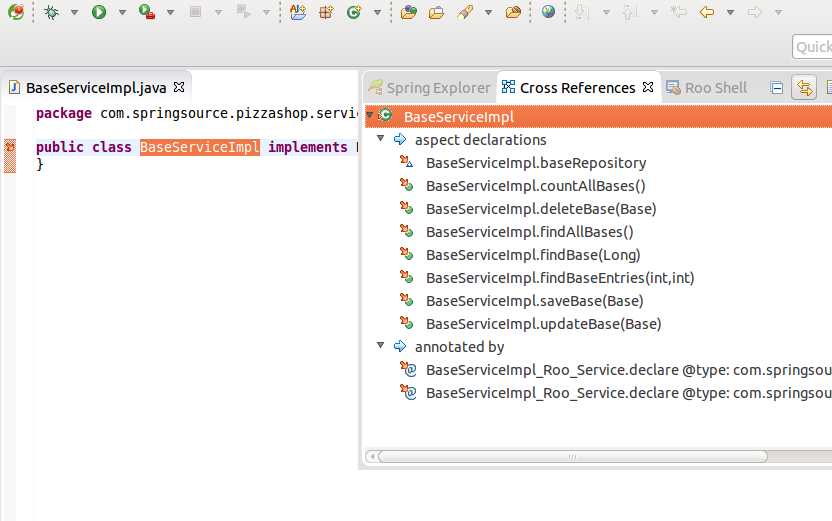 Quick
BaseServiceImpl.java
Spring Explorer
Cross References
Roo Shell
package com.springsource.pizzashop.servic
public class BaseServiceImpl implements
}
BaseServiceImpl
aspect declarations
BaseServiceImpl.baseRepository
BaseServiceImpl.countAllBases()
BaseServiceImpl.deleteBase(Base)
BaseServiceImpl.findAllBases()
BaseServiceImpl.findBase(Long)
BaseServiceImpl.findBaseEntries(int,int)
BaseServiceImpl.saveBase(Base)
BaseServiceImpl.updateBase(Base)
annotated by
BaseServiceImpl_Roo_Service.declare @type: com.springsou
BaseServiceImpl_Roo_Service.declare @type: com.springsou